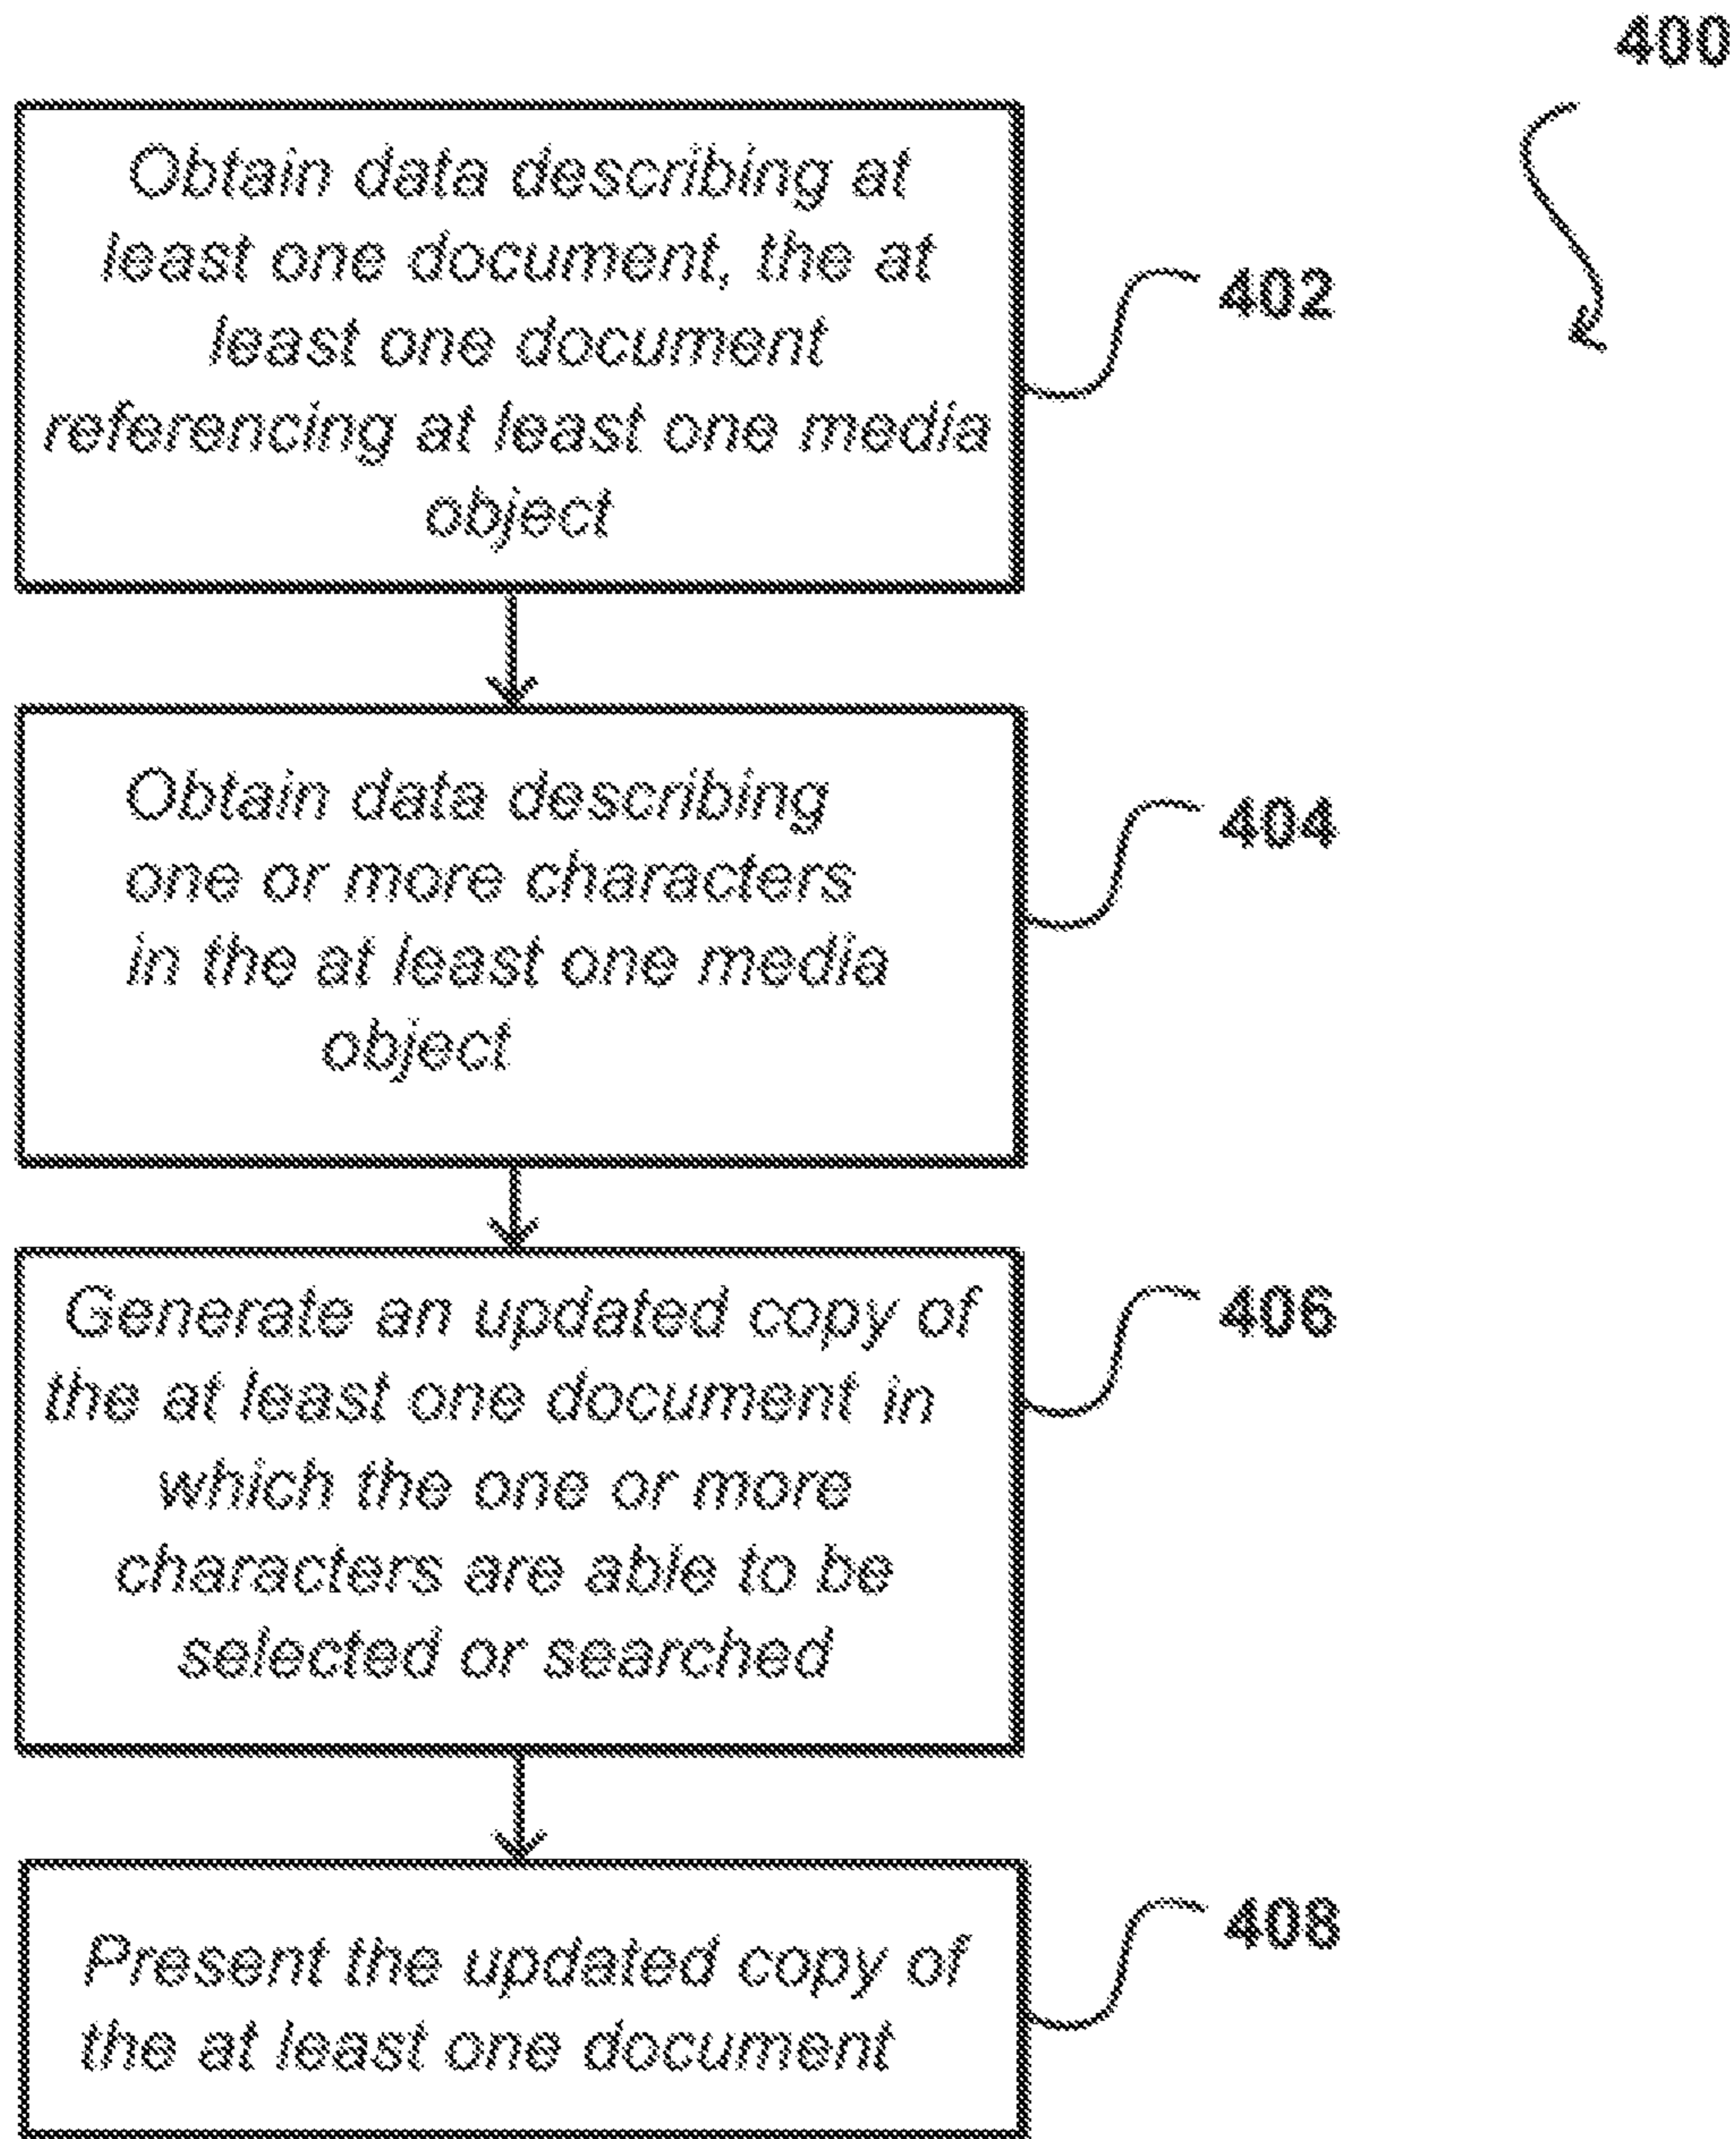 400
Obtain data describing at
least one document, the at
least one document
referencing at least one media
object
402
Obtain data describing
one or more characters
in the at least one media
object
404
Generate an updated copy of
the at least one document in
which the one or more
characters are able to be
selected or searched
406
Present the updated copy of
the at least one document
408